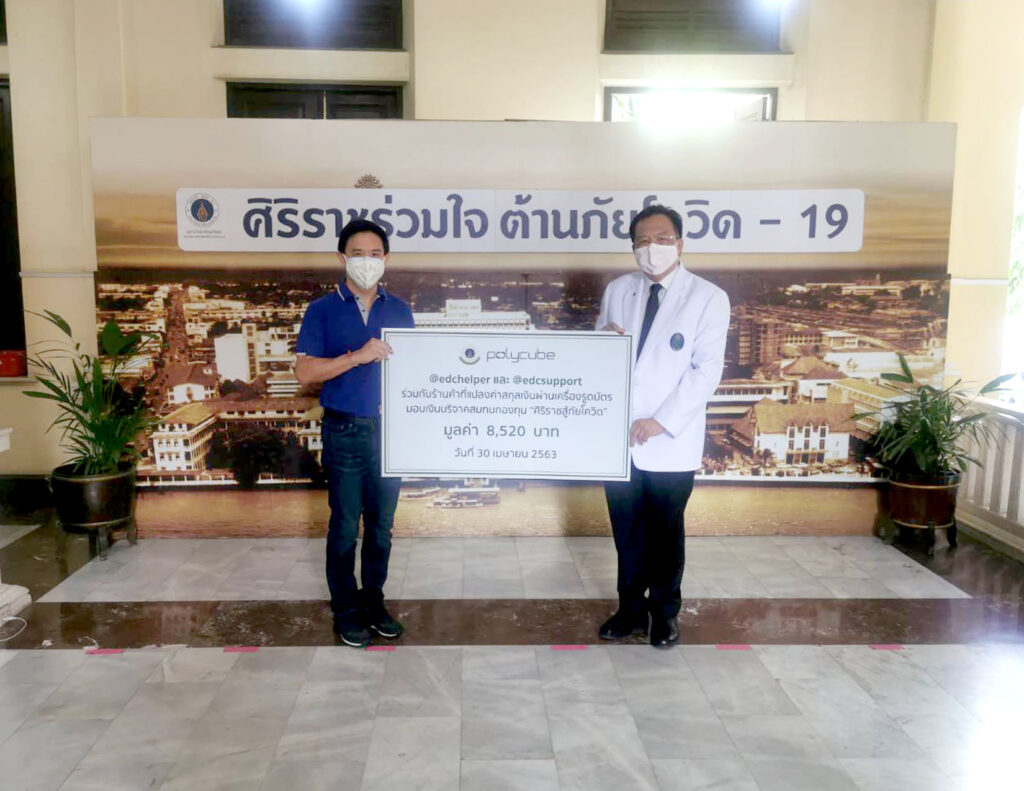 ศิริราชร่วมใจ ต้านภัยโควิด - 19
polycube
@edchelper และ @edcsupport
ร่วมกับร้านค้าที่แปลงค่าสกุลเงินผ่านเครื่องรูดบัตร
มอบเงินบริจาคสมทบกองทุน "ศิริราชสู้ภัยโควิด"
มูลค่า 8,520 บาท
วันที่ 30 เมษายน 2563